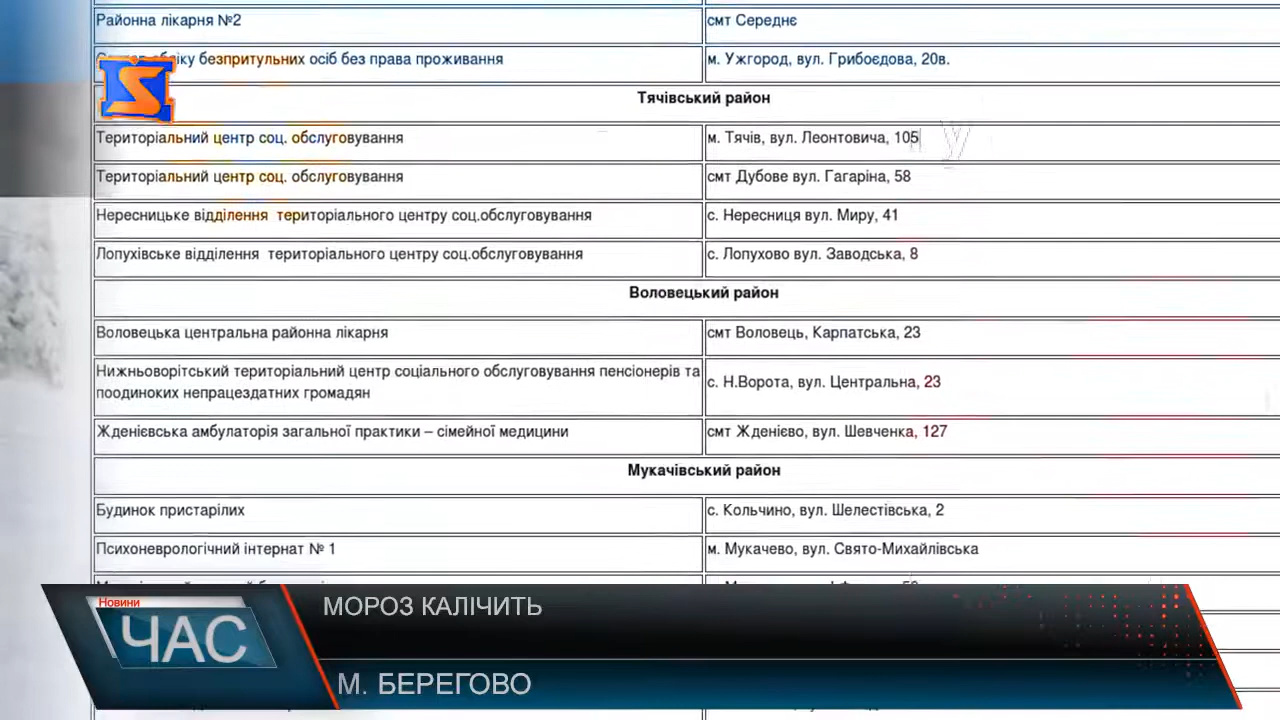 Районна лікарня №2
смт Середнє
обліку безпритульних осіб без права проживання
м. Ужгород, вул. Грибоєдова, 20в.
Тячівський район
Територіальний центр соц. обслуговування
м. Тячів, вул. Леонтовича, 105
Територіальний центр соц. обслуговування
смт Дубове вул. Гагаріна, 58
Нересницьке відділення територіального центру соц.обслуговування
с. Нересниця вул. Миру, 41
Лопухівське відділення територіального центру соц.обслуговування
с. Лопухово вул. Заводська, 8
Воловецький район
Воловецька центральна районна лікарня
смт Воловець, Карпатська, 23
Нижньоворітський територіальний центр соціального обслуговування пенсіонерів та
поодиноких непрацездатних громадян
с. Н.Ворота, вул. Центральна, 23
Жденієвська амбулаторія загальної практики – сімейної медицини
смт Жденієво, вул. Шевченка, 127
Мукачівський район
Будинок пристарілих
с. Кольчино, вул. Шелестівська, 2
Психоневрологічний інтернат № 1
м. Мукачево, вул. Свято-Михайлівська
Новини
ЧАС
МОРОЗ КАЛІЧИТЬ
М. БЕРЕГОВО